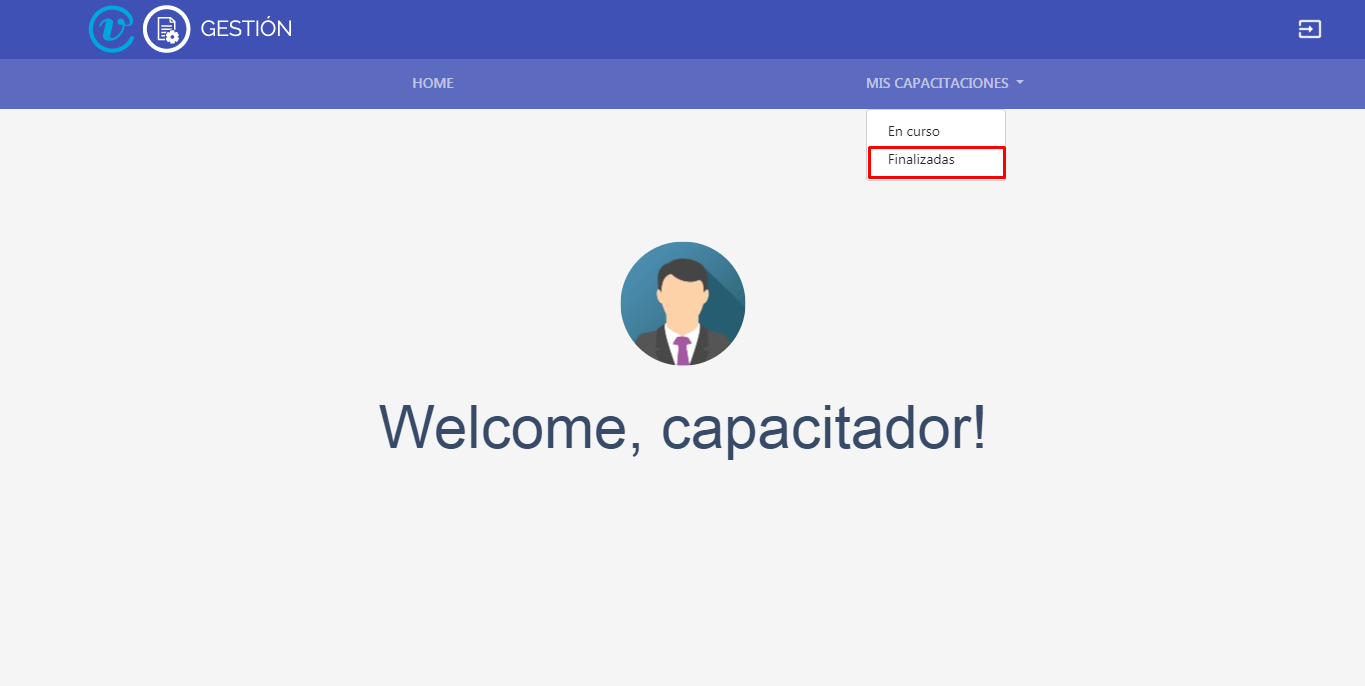 GESTIÓN
HOME
MIS CAPACITACIONES
En curso
Finalizadas
Welcome, capacitador!